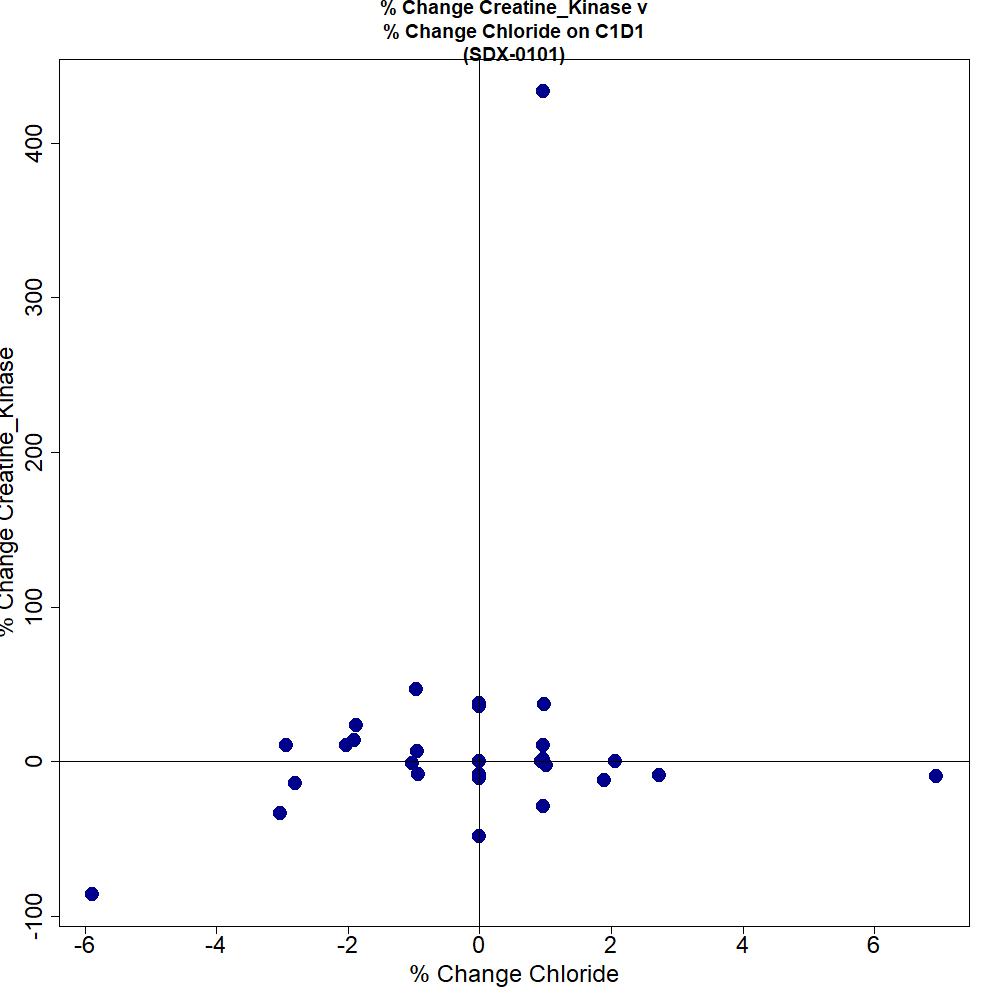 % Change Creatine_Kinase v
% Change Chloride on C1D1
(SDX-0101)
400
300
200
100
0
-100
% Change Creatine_Kinase
-6
-4
-2
0
2
4
6
% Change Chloride